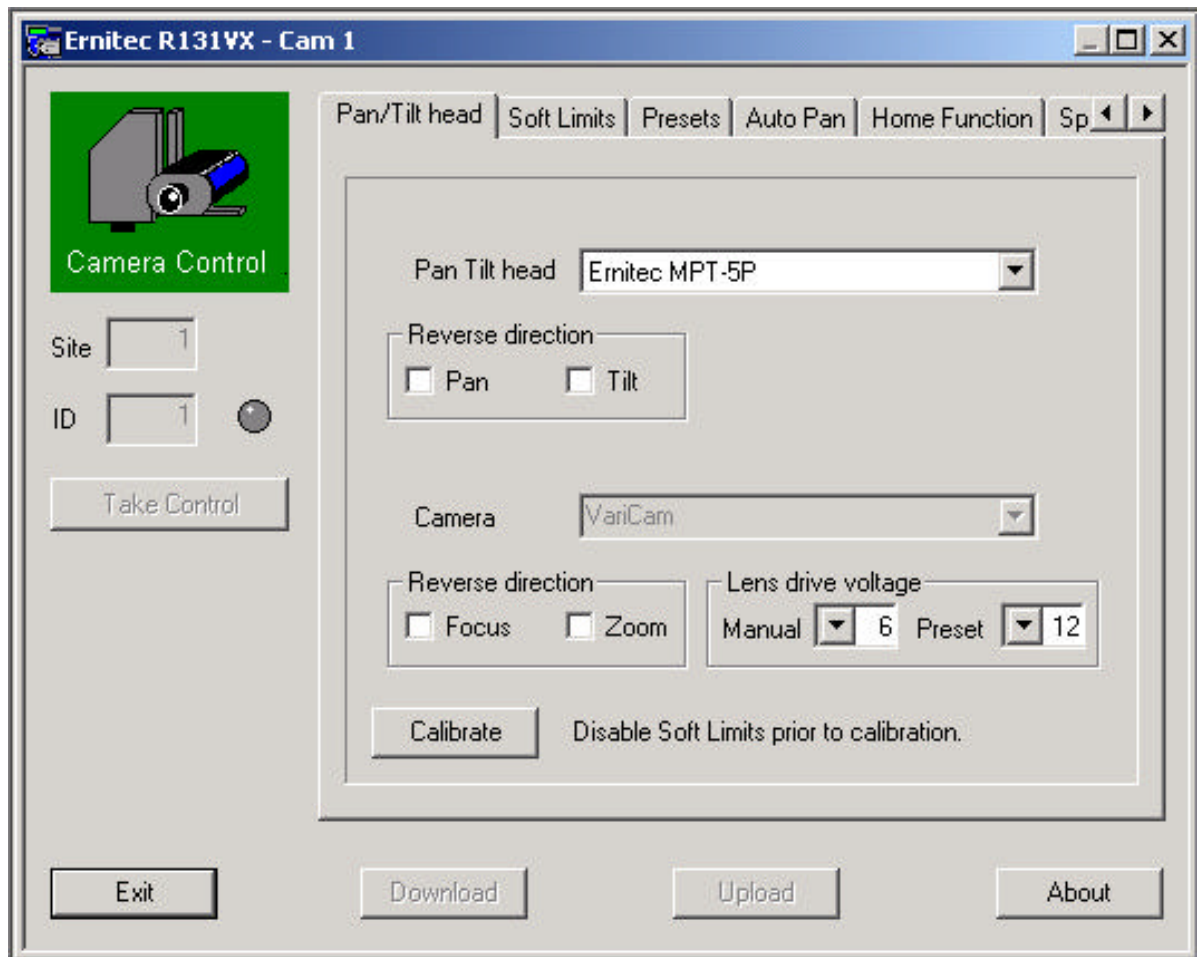 Ernitec R131VX - Cam 1
Camera Control
Site 1
ID 1
Take Control
Pan/Tilt head Soft Limits Presets Auto Pan Home Function Sp
Pan Tilt head Ernitec MPT-5P
Reverse direction
Pan Tilt
Camera VariCam
Reverse direction
Focus Zoom
Lens drive voltage
Manual 6 Preset 12
Calibrate Disable Soft Limits prior to calibration.
Exit Download Upload About